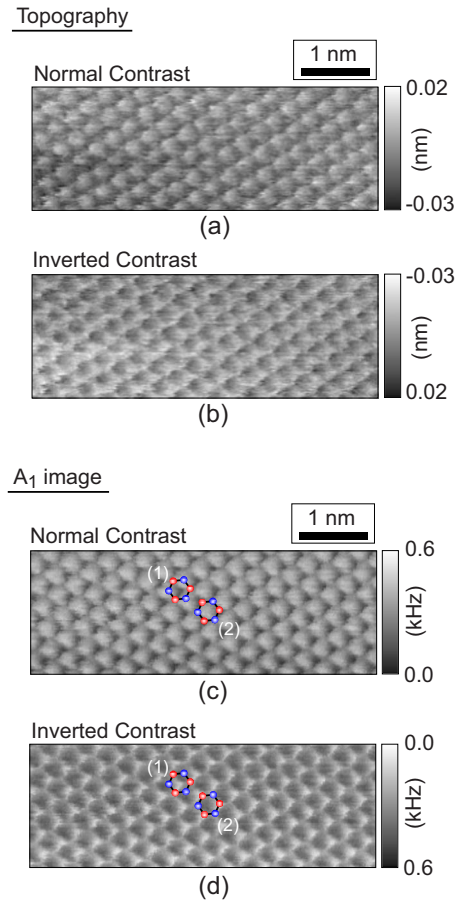 Topography
1 nm
Normal Contrast
0.02
(nm)
-0.03
(a)
Inverted Contrast
-0.03
(nm)
0.02
(b)
A₁ image
1 nm
Normal Contrast
0.6
(kHz)
0.0
(1)
(2)
(c)
Inverted Contrast
0.0
(kHz)
0.6
(1)
(2)
(d)